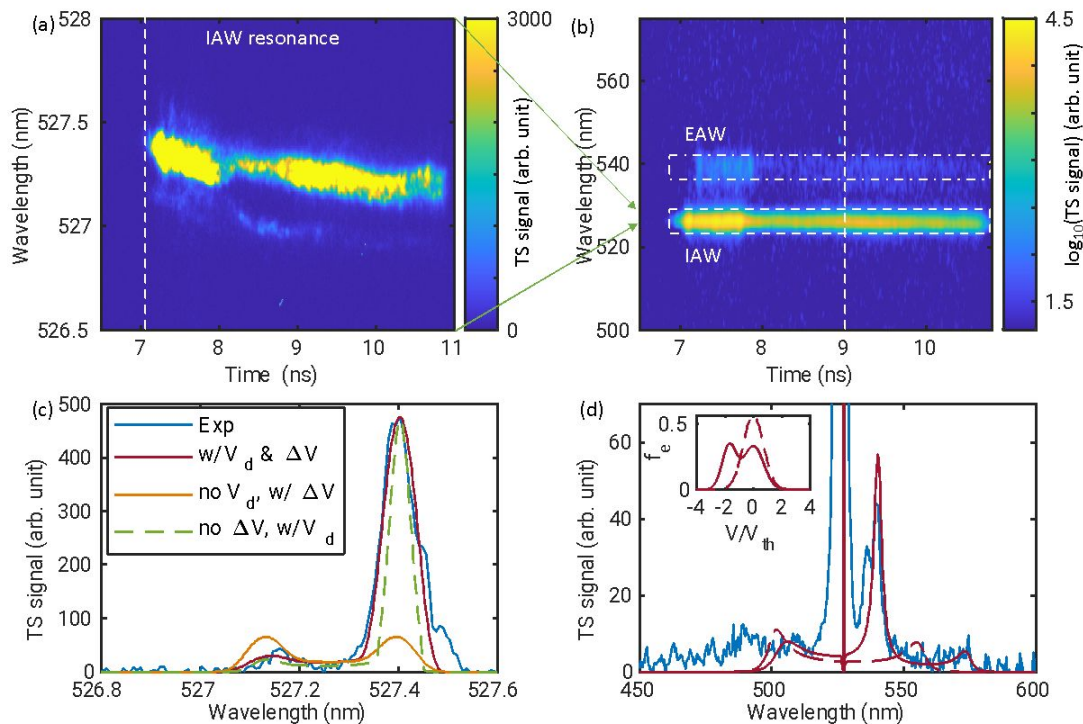 (a)
528
527.5
527
526.5
Wavelength (nm)
IAW resonance
7
8
9
10
11
Time (ns)
3000
0
TS signal (arb. unit)
(b)
560
540
520
500
Wavelength (nm)
EAW
IAW
7
8
9
10
Time (ns)
4.5
1.5
log10(TS signal) (arb. unit)
(c)
500
400
300
200
100
0
TS signal (arb. unit)
Exp
w/V d & ΔV
no V d, w/ ΔV
no ΔV, w/V d
526.8
527
527.2
527.4
527.6
Wavelength (nm)
(d)
60
40
20
0
TS signal (arb. unit)
0.5
0
f e
-4
-2
0
2
4
V/V th
450
500
550
600
Wavelength (nm)